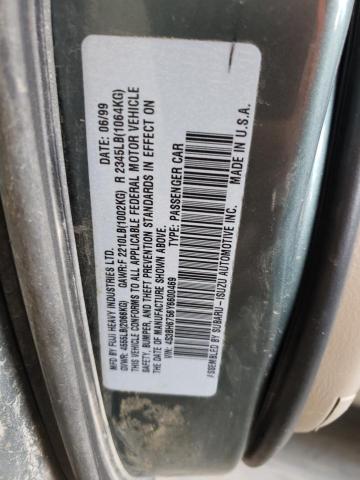 MFD BY FUJI HEAVY INDUSTRIES LTD. DATE: 06/99
GVWR: 4555LB(2066KG) GAWR:F 2210LB(1002KG) R 2345LB(1064KG)
THIS VEHICLE CONFORMS TO ALL APPLICABLE FEDERAL MOTOR VEHICLE
SAFETY, BUMPER, AND THEFT PREVENTION STANDARDS IN EFFECT ON
THE DATE OF MANUFACTURE SHOWN ABOVE.
VIN: TYPE: PASSENGER CAR
ASSEMBLED BY SUBARU-ISUZU AUTOMOTIVE INC. MADE IN U.S.A.